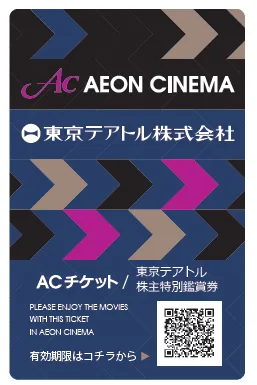 AC AEON CINEMA
東京テアトル株式会社
ACチケット / 東京テアトル
株主特別鑑賞券
PLEASE ENJOY THE MOVIES
WITH THIS TICKET
IN AEON CINEMA
有効期限はコチラから ▶